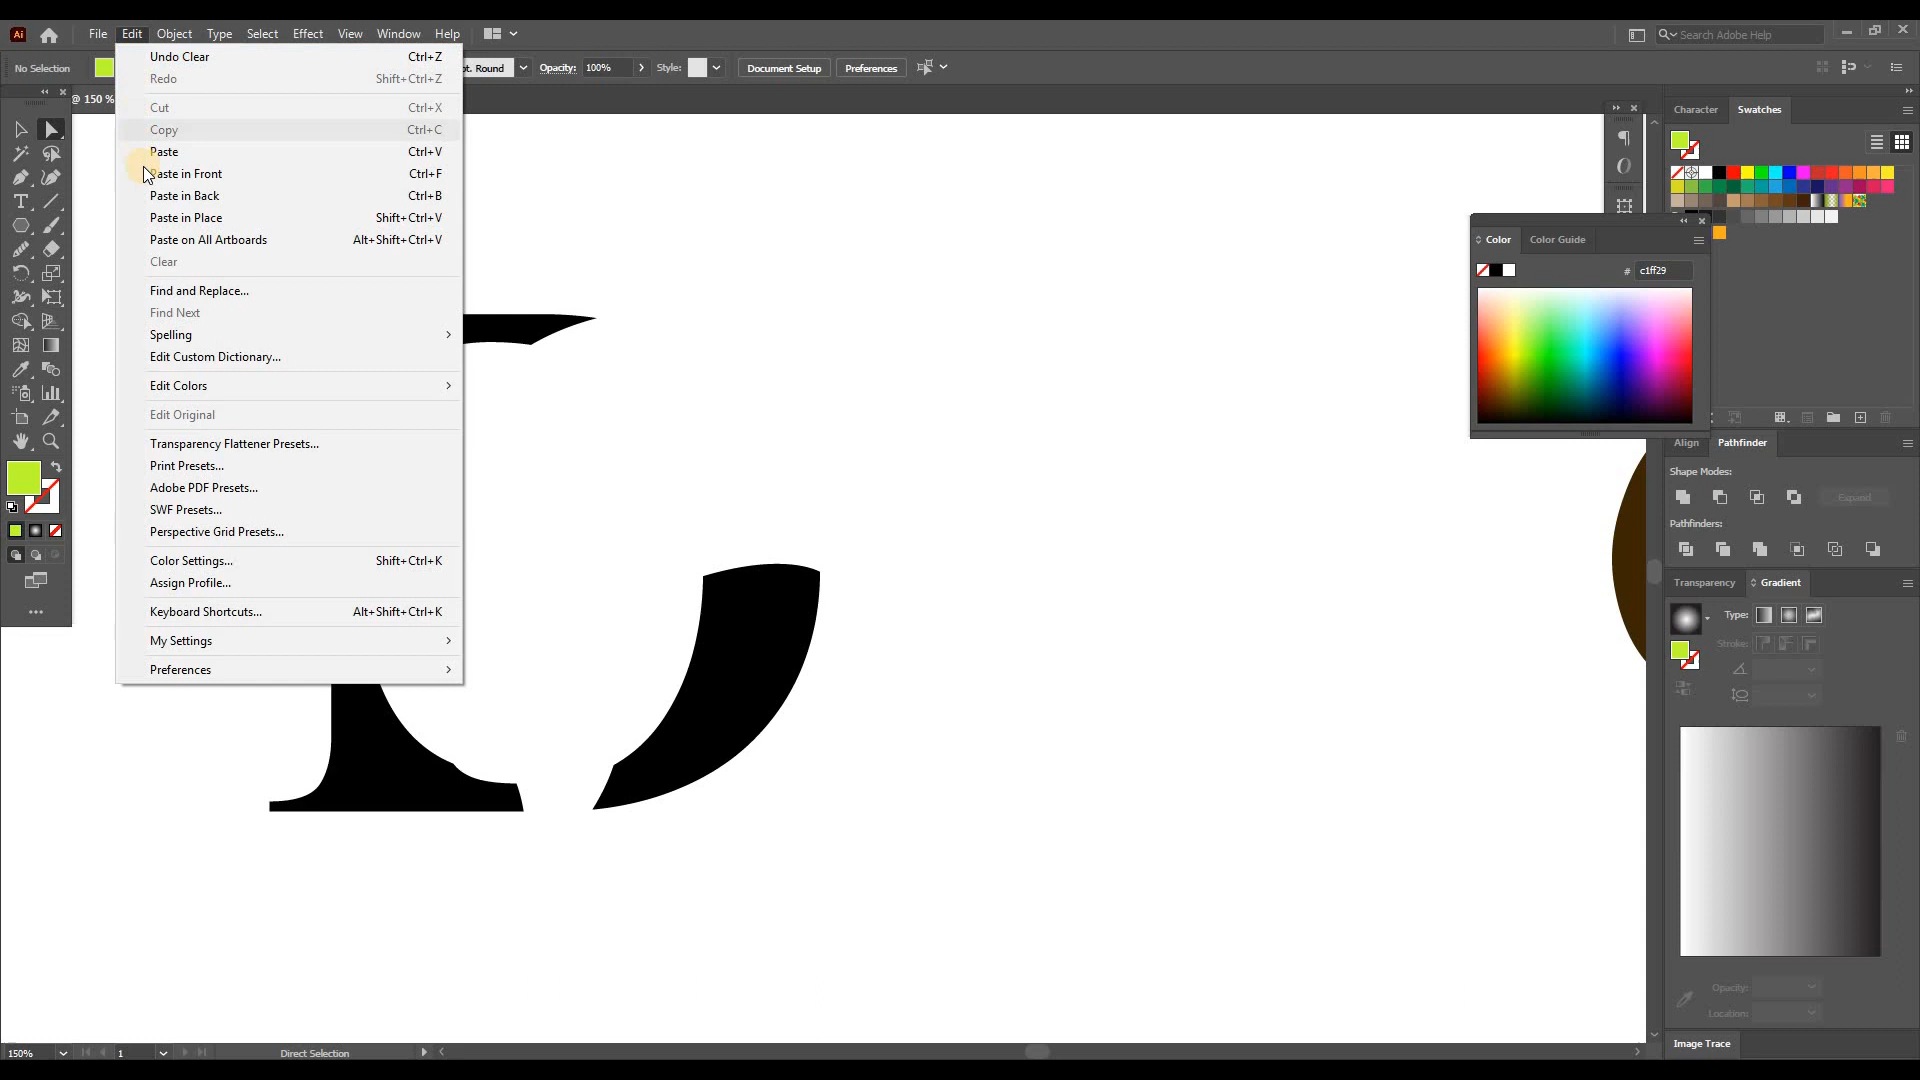 Ai File Edit Object Type Select Effect View Window Help Search Adobe Help
No Selection pt. Round Opacity: 100% Style: Document Setup Preferences
@ 150 %
Undo Clear Ctrl+Z
Redo Shift+Ctrl+Z
Cut Ctrl+X
Copy Ctrl+C
Paste Ctrl+V
Paste in Front Ctrl+F
Paste in Back Ctrl+B
Paste in Place Shift+Ctrl+V
Paste on All Artboards Alt+Shift+Ctrl+V
Clear
Find and Replace...
Find Next
Spelling
Edit Custom Dictionary...
Edit Colors
Edit Original
Transparency Flattener Presets...
Print Presets...
Adobe PDF Presets...
SWF Presets...
Perspective Grid Presets...
Color Settings... Shift+Ctrl+K
Assign Profile...
Keyboard Shortcuts... Alt+Shift+Ctrl+K
My Settings
Preferences
Character Swatches
Color Color Guide
# c1ff29
Align Pathfinder
Shape Modes:
Expand
Pathfinders:
Transparency Gradient
Type:
Stroke:
Opacity:
Location:
Image Trace
150% 1 Direct Selection